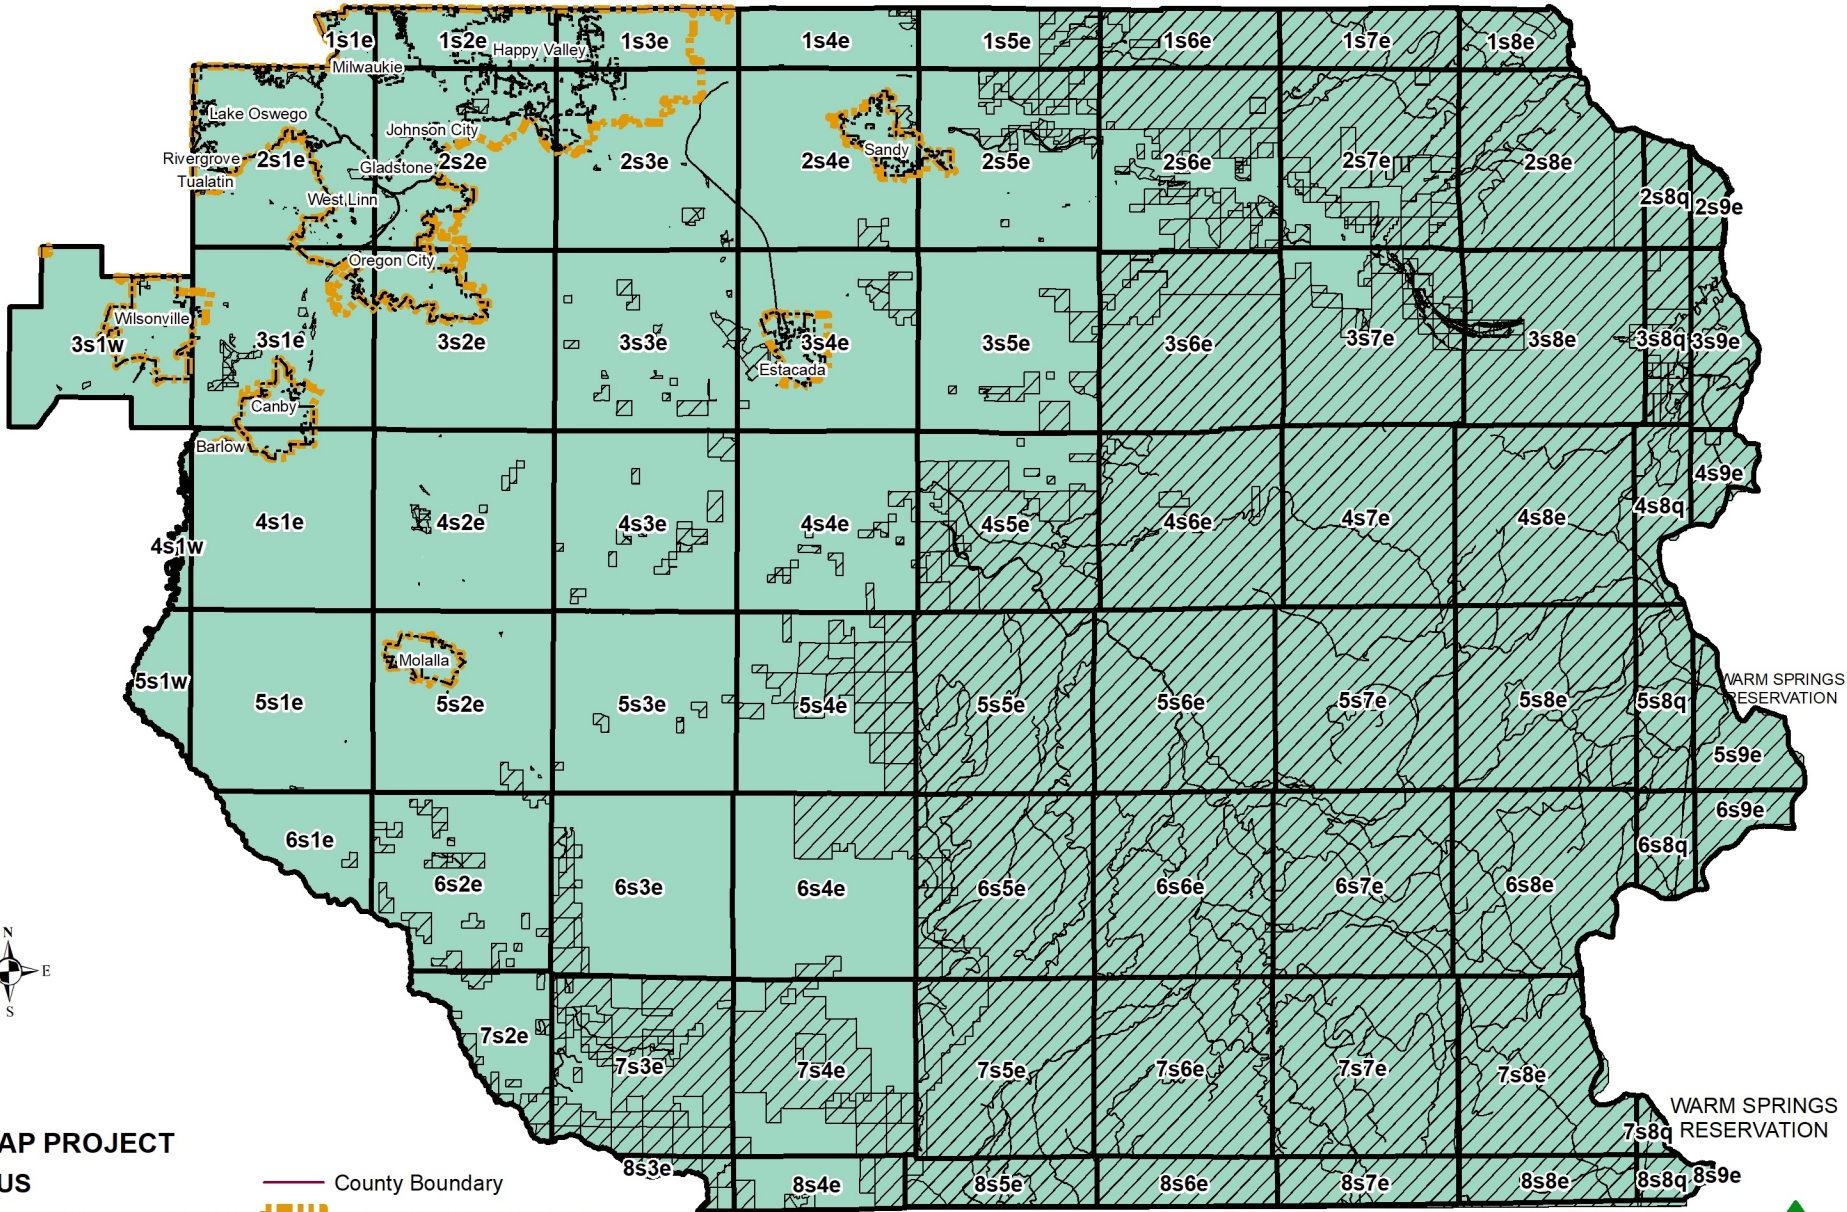 1s1e
1s2e
Happy Valley
1s3e
1s4e
1s5e
1s6e
1s7e
1s8e
Milwaukie
Lake Oswego
Johnson City
Rivergrove
2s1e
Gladstone
2s2e
2s3e
2s4e
Sandy
2s5e
2s6e
2s7e
2s8e
Tualatin
West Linn
2s8q
2s9e
Oregon City
Wilsonville
3s1w
3s1e
3s2e
3s3e
3s4e
3s5e
3s6e
3s7e
3s8e
3s8q
3s9e
Estacada
Canby
Barlow
4s1w
4s1e
4s2e
4s3e
4s4e
4s5e
4s6e
4s7e
4s8e
4s8q
4s9e
Molalla
5s1w
5s1e
5s2e
5s3e
5s4e
5s5e
5s6e
5s7e
5s8e
5s8q
WARM SPRINGS
RESERVATION
5s9e
6s1e
6s2e
6s3e
6s4e
6s5e
6s6e
6s7e
6s8e
6s8q
6s9e
N
E
S
7s2e
7s3e
7s4e
7s5e
7s6e
7s7e
7s8e
7s8q
WARM SPRINGS
RESERVATION
AP PROJECT
US
County Boundary
8s3e
8s4e
8s5e
8s6e
8s7e
8s8e
8s8q
8s9e